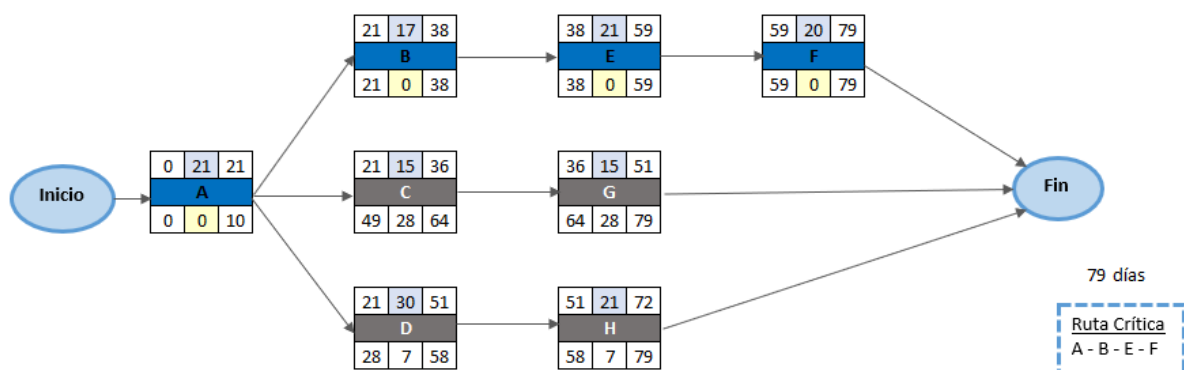 21 17 38
B
21 0 38
38 21 59
E
38 0 59
59 20 79
F
59 0 79
Inicio
0 21 21
A
0 0 10
21 15 36
C
49 28 64
36 15 51
G
64 28 79
Fin
21 30 51
D
28 7 58
51 21 72
H
58 7 79
79 días
Ruta Crítica
A - B - E - F